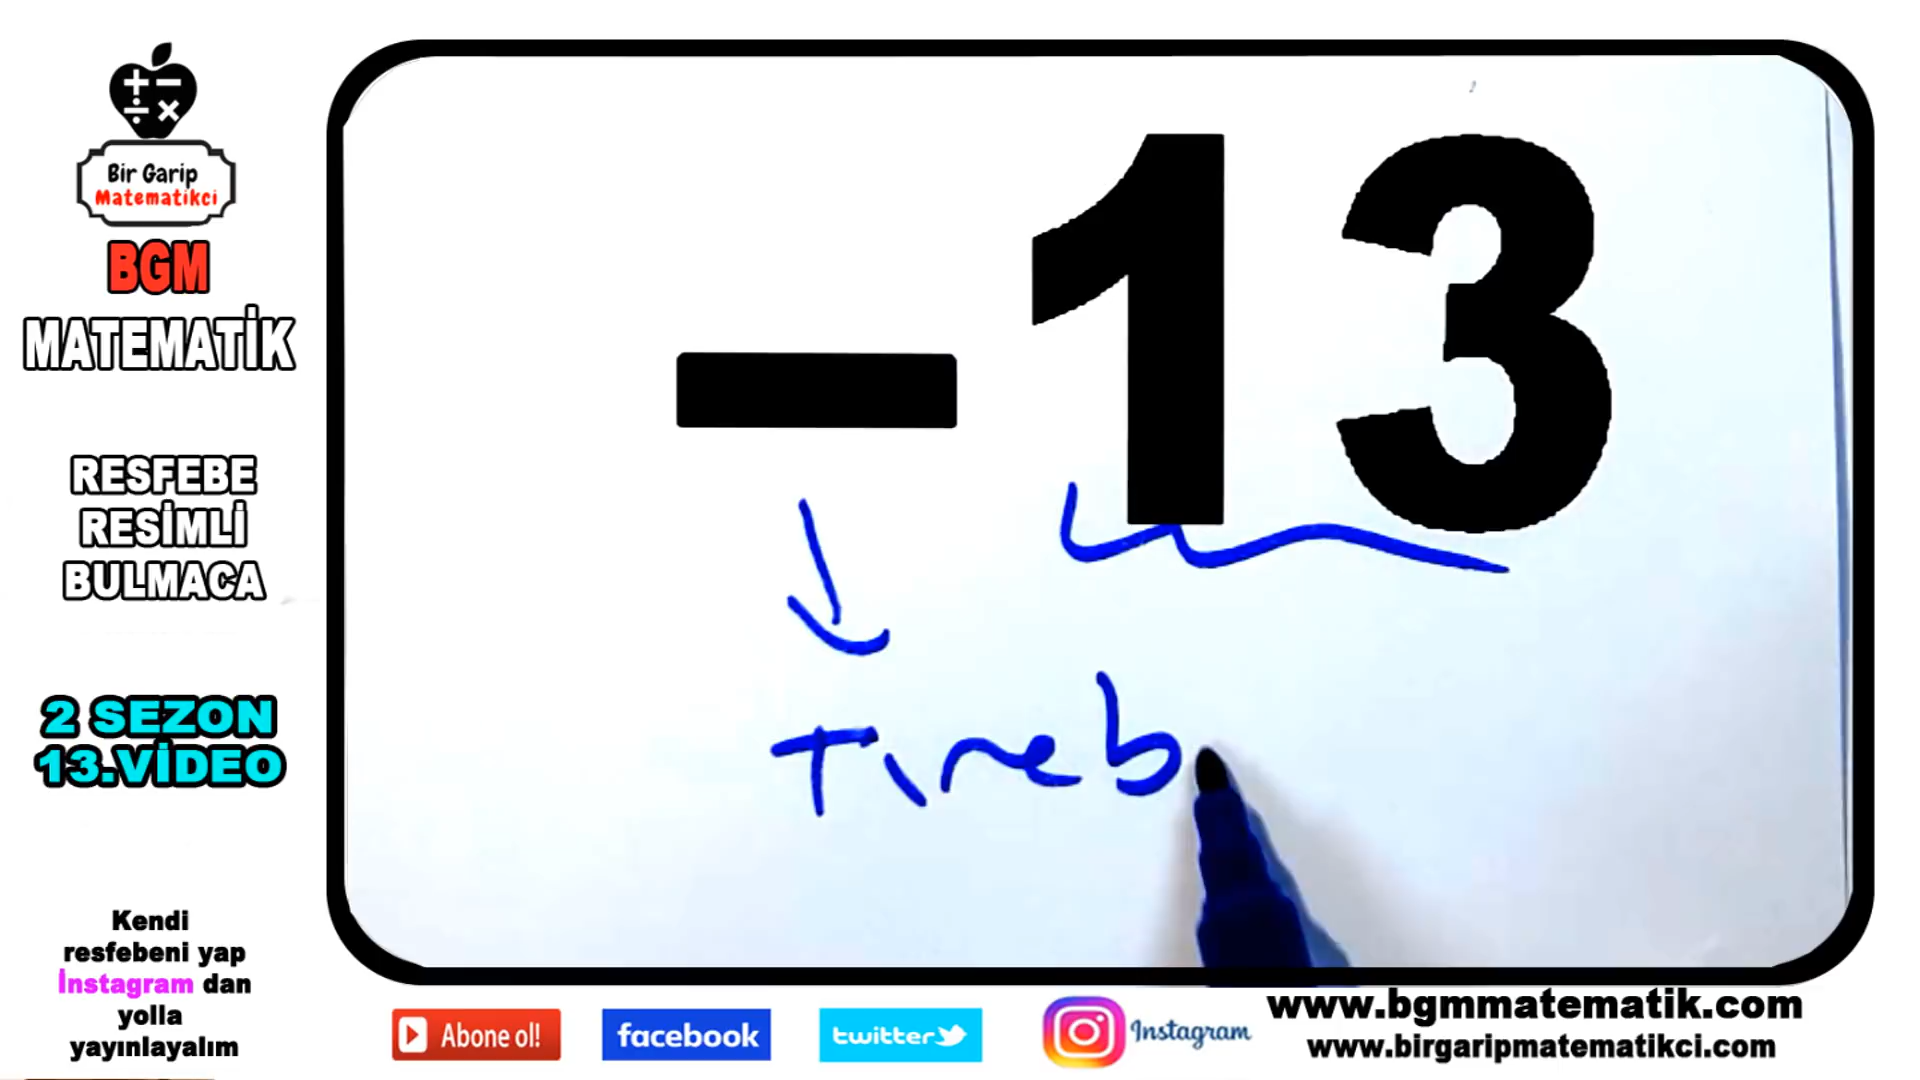 Bir Garip
Matematikci
BGM
MATEMATİK
RESFEBE
RESİMLİ
BULMACA
2 SEZON
13.VİDEO
Kendi
resfebeni yap
İnstagram dan
yolla
yayınlayalım
-13
Tıreb
Abone ol!
facebook
twitter
Instagram
www.bgmmatematik.com
www.birgaripmatematikci.com